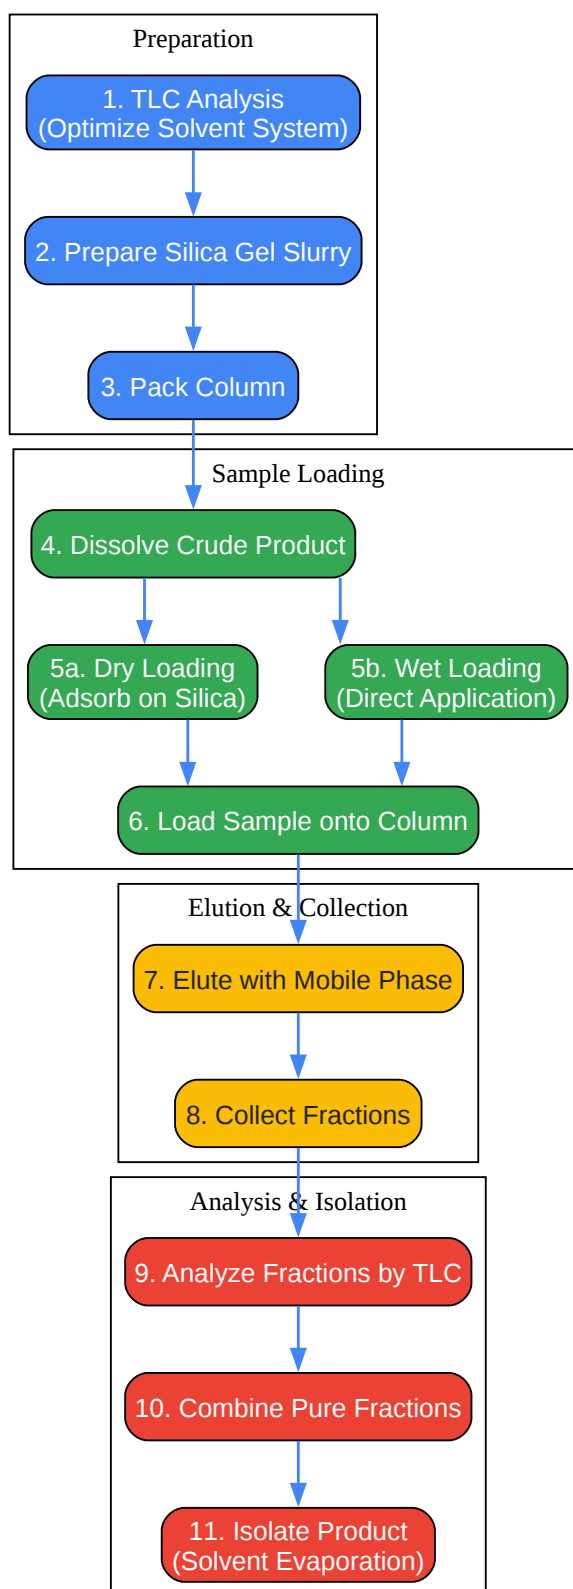 Preparation
1. TLC Analysis
(Optimize Solvent System)
2. Prepare Silica Gel Slurry
3. Pack Column
Sample Loading
4. Dissolve Crude Product
5a. Dry Loading
(Adsorb on Silica)
5b. Wet Loading
(Direct Application)
6. Load Sample onto Column
Elution & Collection
7. Elute with Mobile Phase
8. Collect Fractions
Analysis & Isolation
9. Analyze Fractions by TLC
10. Combine Pure Fractions
11. Isolate Product
(Solvent Evaporation)